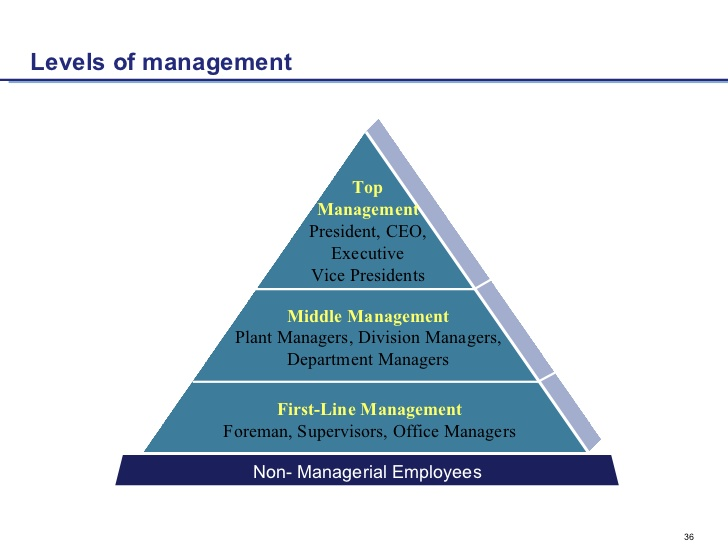 Levels of management
Top
Management
President, CEO,
Executive
Vice Presidents
Middle Management
Plant Managers, Division Managers,
Department Managers
First-Line Management
Foreman, Supervisors, Office Managers
Non- Managerial Employees
36